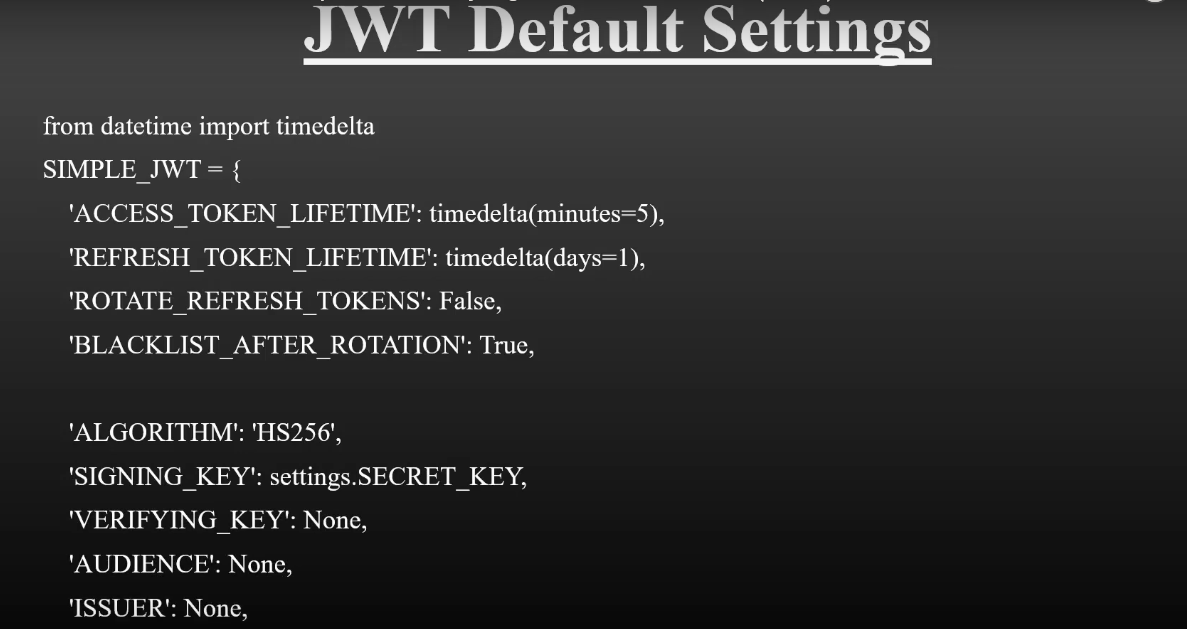 JWT Default Settings
from datetime import timedelta
SIMPLE_JWT = {
'ACCESS_TOKEN_LIFETIME': timedelta(minutes=5),
'REFRESH_TOKEN_LIFETIME': timedelta(days=1),
'ROTATE_REFRESH_TOKENS': False,
'BLACKLIST_AFTER_ROTATION': True,
'ALGORITHM': 'HS256',
'SIGNING_KEY': settings.SECRET_KEY,
'VERIFYING_KEY': None,
'AUDIENCE': None,
'ISSUER': None,